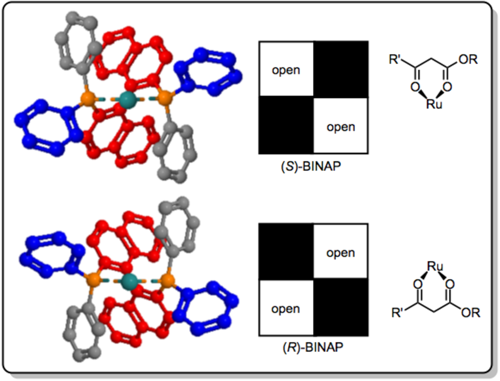 open
open
(S)-BINAP
R'
OR
O
O
Ru
open
open
(R)-BINAP
Ru
O
O
R'
OR